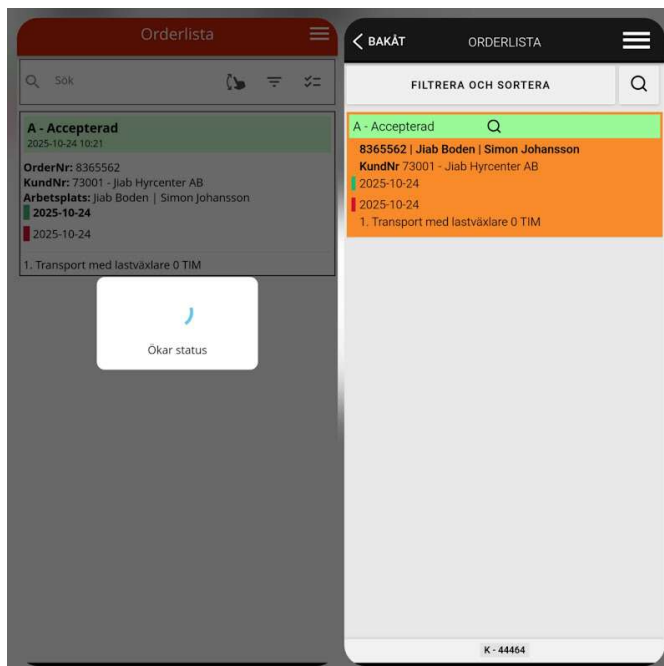 Orderlista
Sök
A - Accepterad
2025-10-24 10:21
OrderNr: 8365562
KundNr: 73001 - Jiab Hyrcenter AB
Arbetsplats: Jiab Boden | Simon Johansson
2025-10-24
2025-10-24
1. Transport med lastväxlare 0 TIM
Ökar status
BAKÅT
ORDERLISTA
FILTRERA OCH SORTERA
A - Accepterad
8365562 | Jiab Boden | Simon Johansson
KundNr 73001 - Jiab Hyrcenter AB
2025-10-24
2025-10-24
1. Transport med lastväxlare 0 TIM
K - 44464